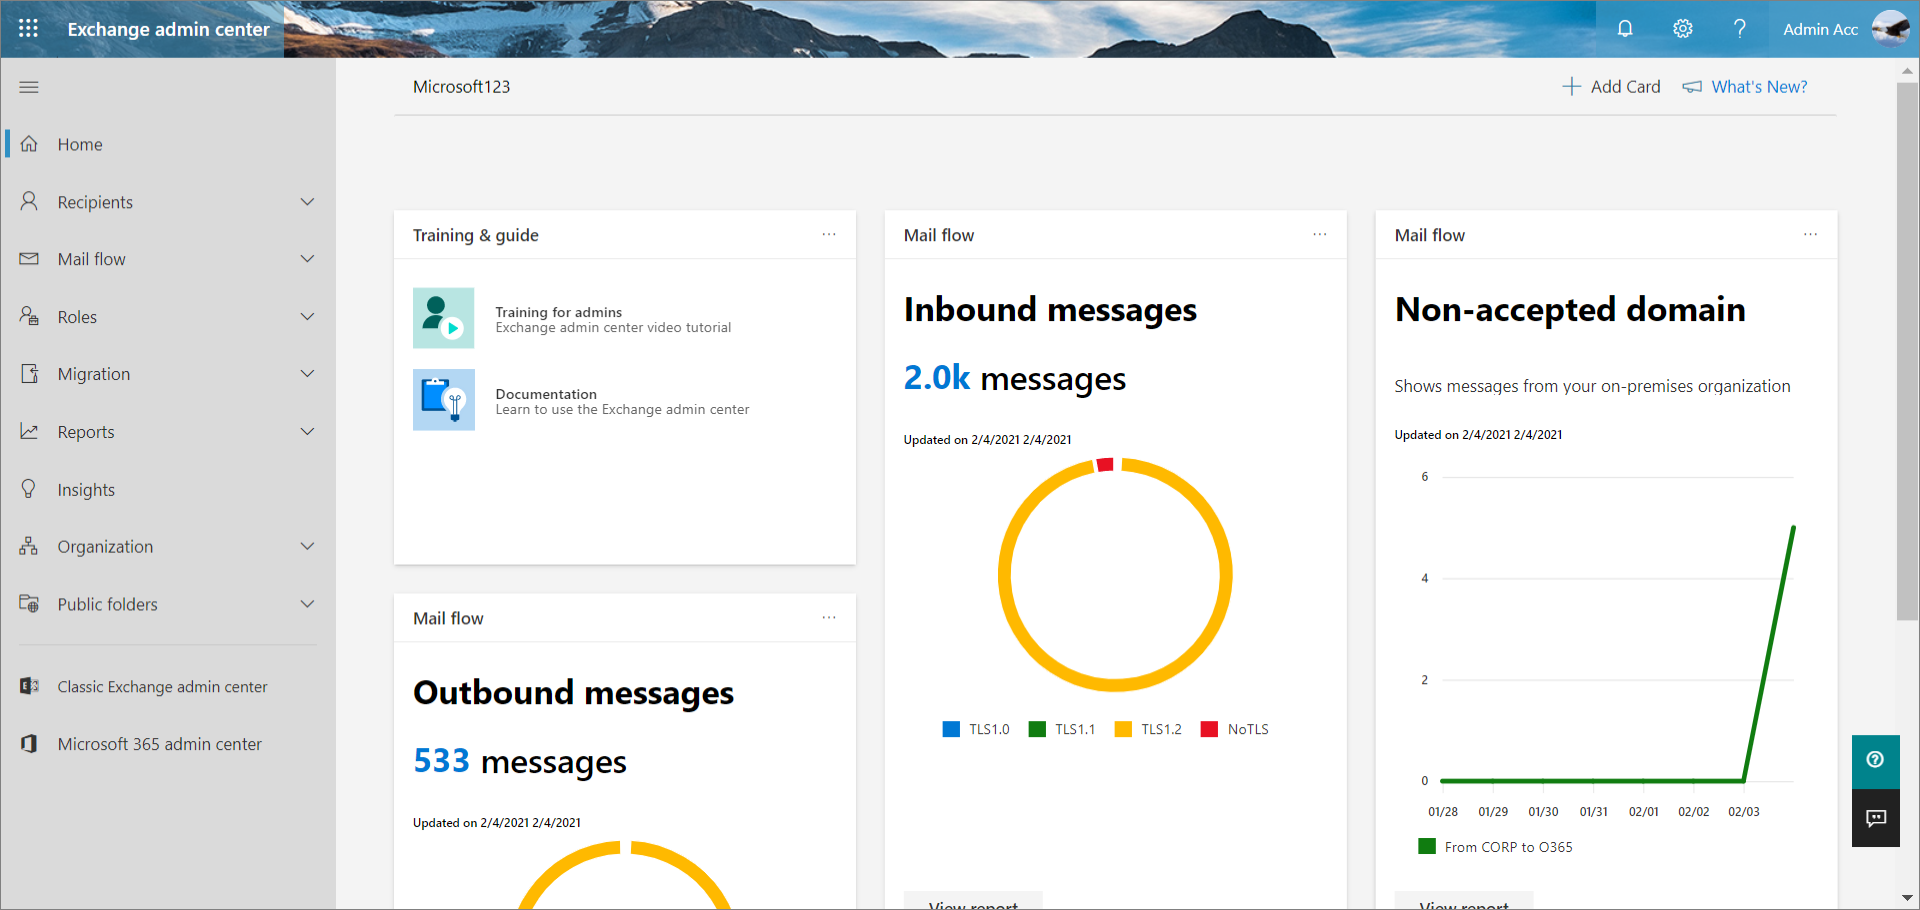 Exchange admin center
Admin Acc
Microsoft123
Add Card
What's New?
Home
Recipients
Mail flow
Roles
Migration
Reports
Insights
Organization
Public folders
Classic Exchange admin center
Microsoft 365 admin center
Training & guide
Training for admins
Exchange admin center video tutorial
Documentation
Learn to use the Exchange admin center
Mail flow
Outbound messages
533 messages
Updated on 2/4/2021 2/4/2021
Mail flow
Inbound messages
2.0k messages
Updated on 2/4/2021 2/4/2021
TLS1.0 TLS1.1 TLS1.2 NoTLS
View report
Mail flow
Non-accepted domain
Shows messages from your on-premises organization
Updated on 2/4/2021 2/4/2021
6
4
2
0
01/28 01/29 01/30 01/31 02/01 02/02 02/03
From CORP to O365
View report